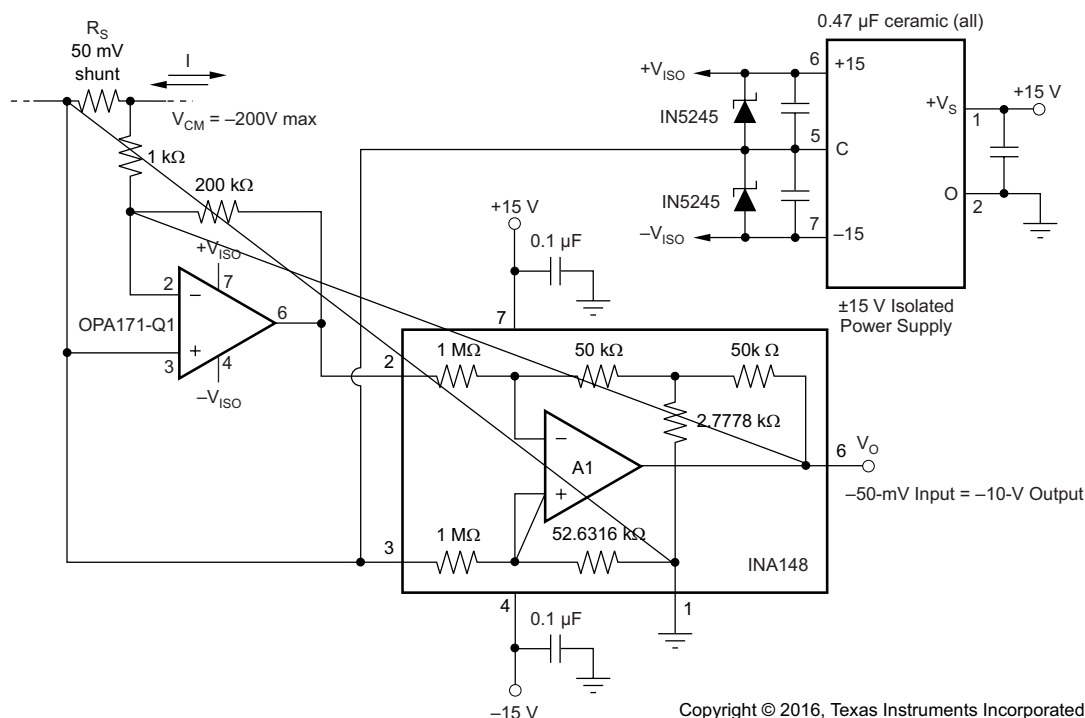 R_S
50 mV
shunt
I
V_CM = –200V max
1 kΩ
200 kΩ
+V_ISO
2
7
–
OPA171-Q1
6
+
3
4
–V_ISO
0.47 µF ceramic (all)
+V_ISO
6
+15
IN5245
5
C
IN5245
–V_ISO
7
–15
+V_S
1
+15 V
O
2
±15 V Isolated
Power Supply
+15 V
0.1 µF
7
2
1 MΩ
50 kΩ
50k Ω
2.7778 kΩ
–
A1
+
6
V_O
–50-mV Input = –10-V Output
3
1 MΩ
52.6316 kΩ
INA148
4
1
0.1 µF
–15 V
Copyright © 2016, Texas Instruments Incorporated